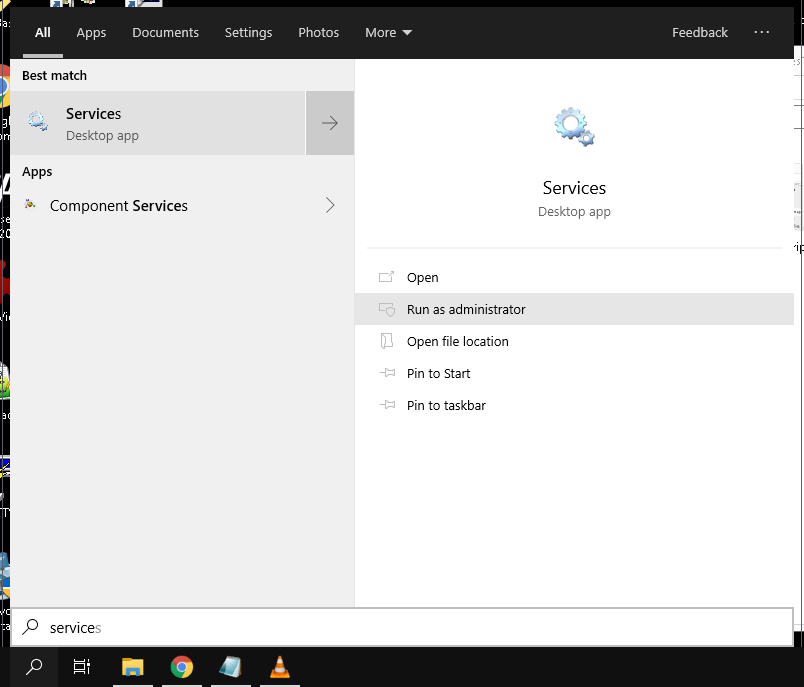 All Apps Documents Settings Photos More Feedback ...
Best match
Services
Desktop app
Apps
Component Services
Services
Desktop app
Open
Run as administrator
Open file location
Pin to Start
Pin to taskbar
services